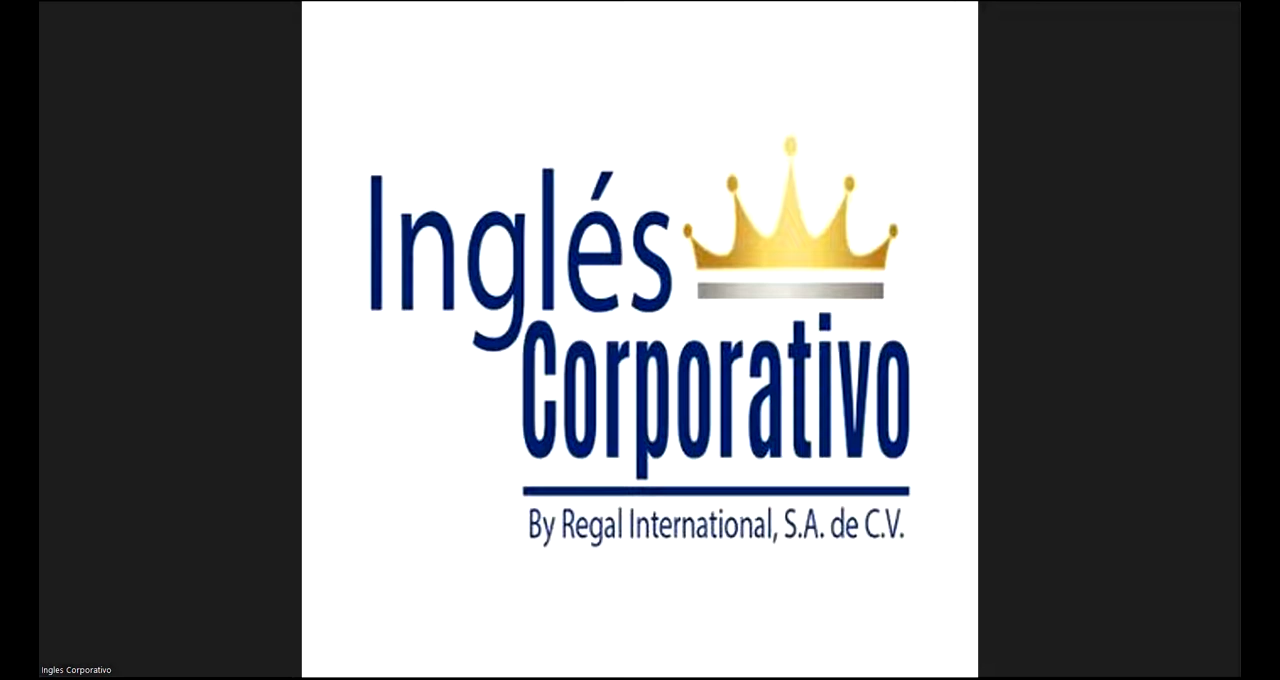 Inglés
Corporativo
By Regal International, S.A. de C.V.
Ingles Corporativo